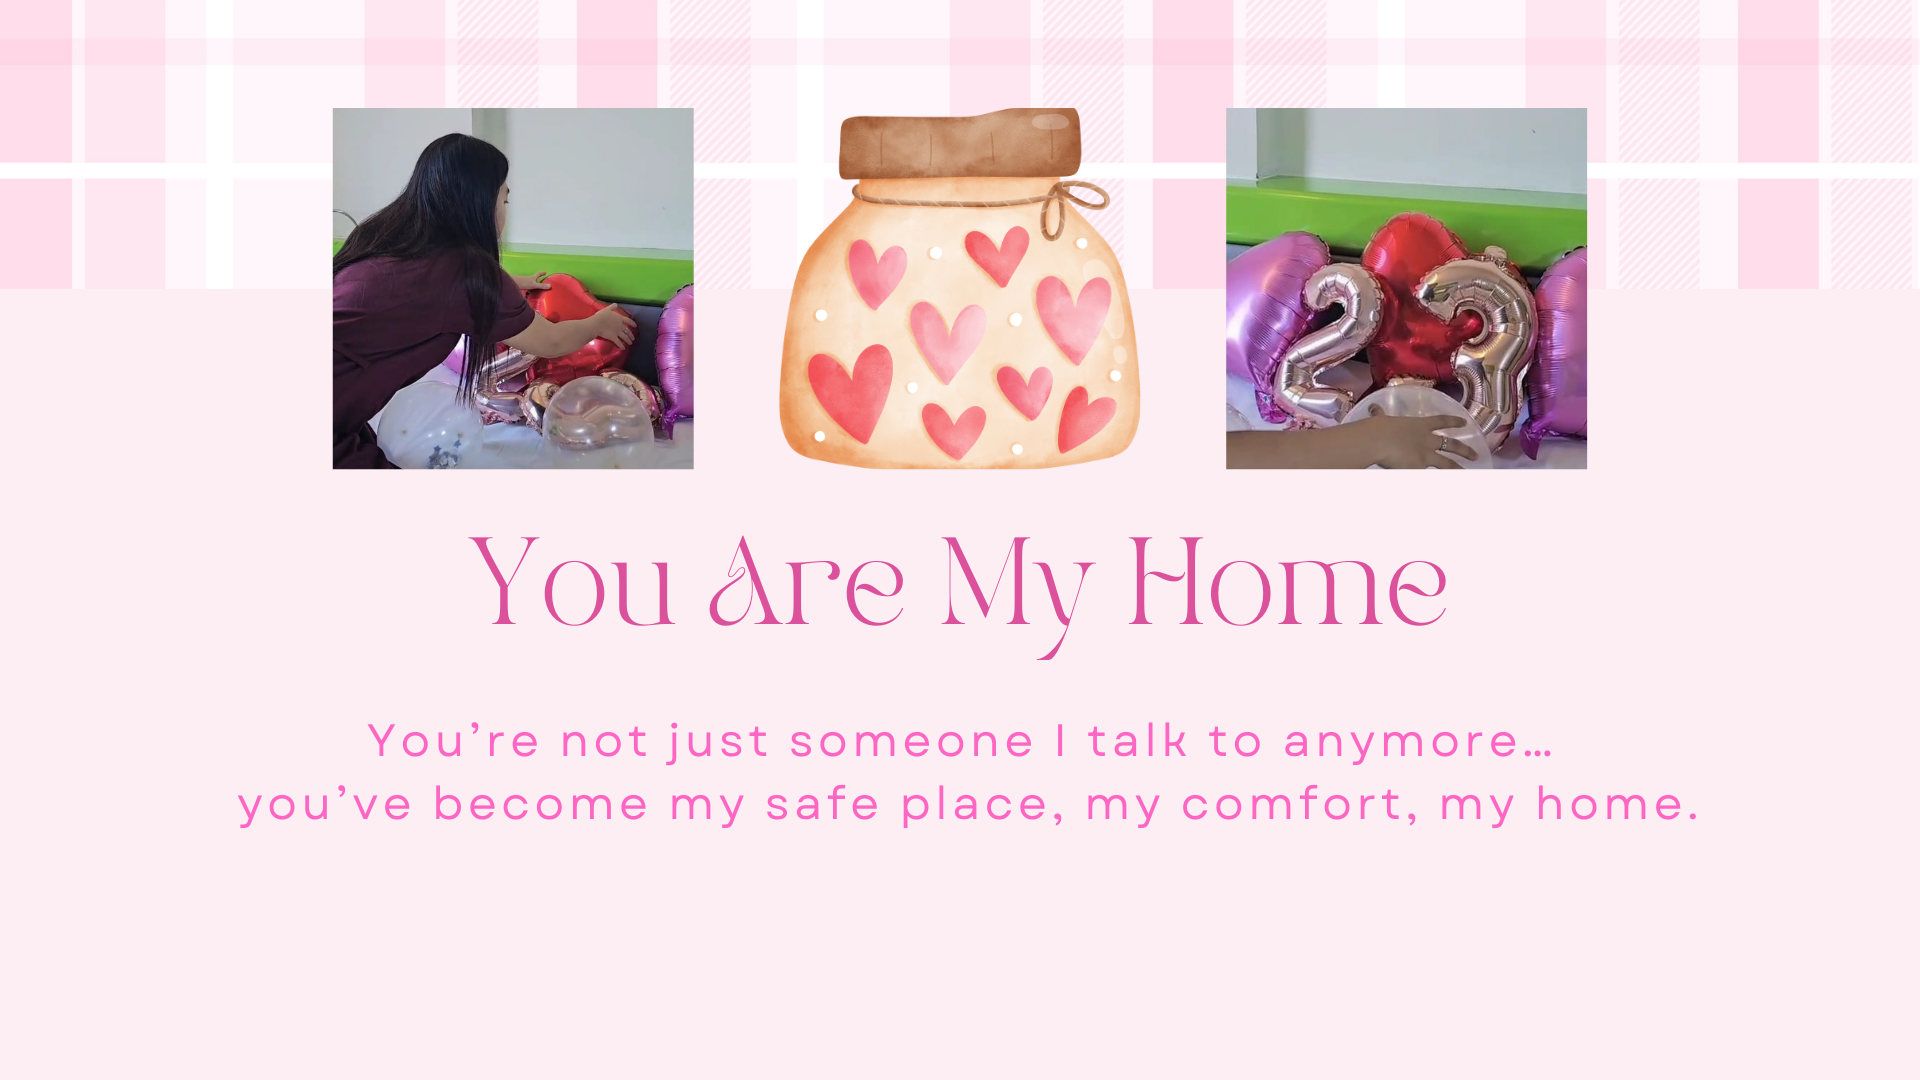 23
You Are My Home
You’re not just someone I talk to anymore…
you’ve become my safe place, my comfort, my home.